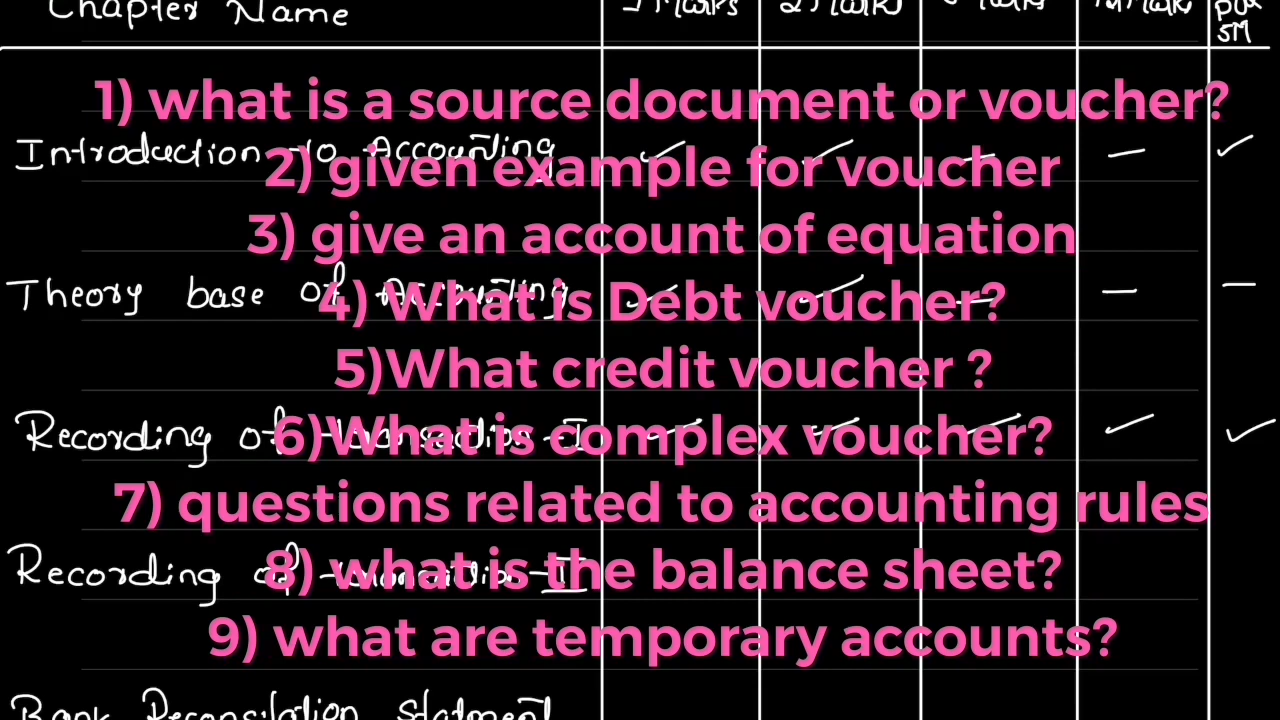 Chapter Name
1) what is a source document or voucher?
Introduction to Accounting
2) given example for voucher
3) give an account of equation
Theory base of Accounting
4) What is Debt voucher?
5)What credit voucher ?
Recording of
6)What is complex voucher?
7) questions related to accounting rules
Recording of
8) what is the balance sheet?
9) what are temporary accounts?
Bank